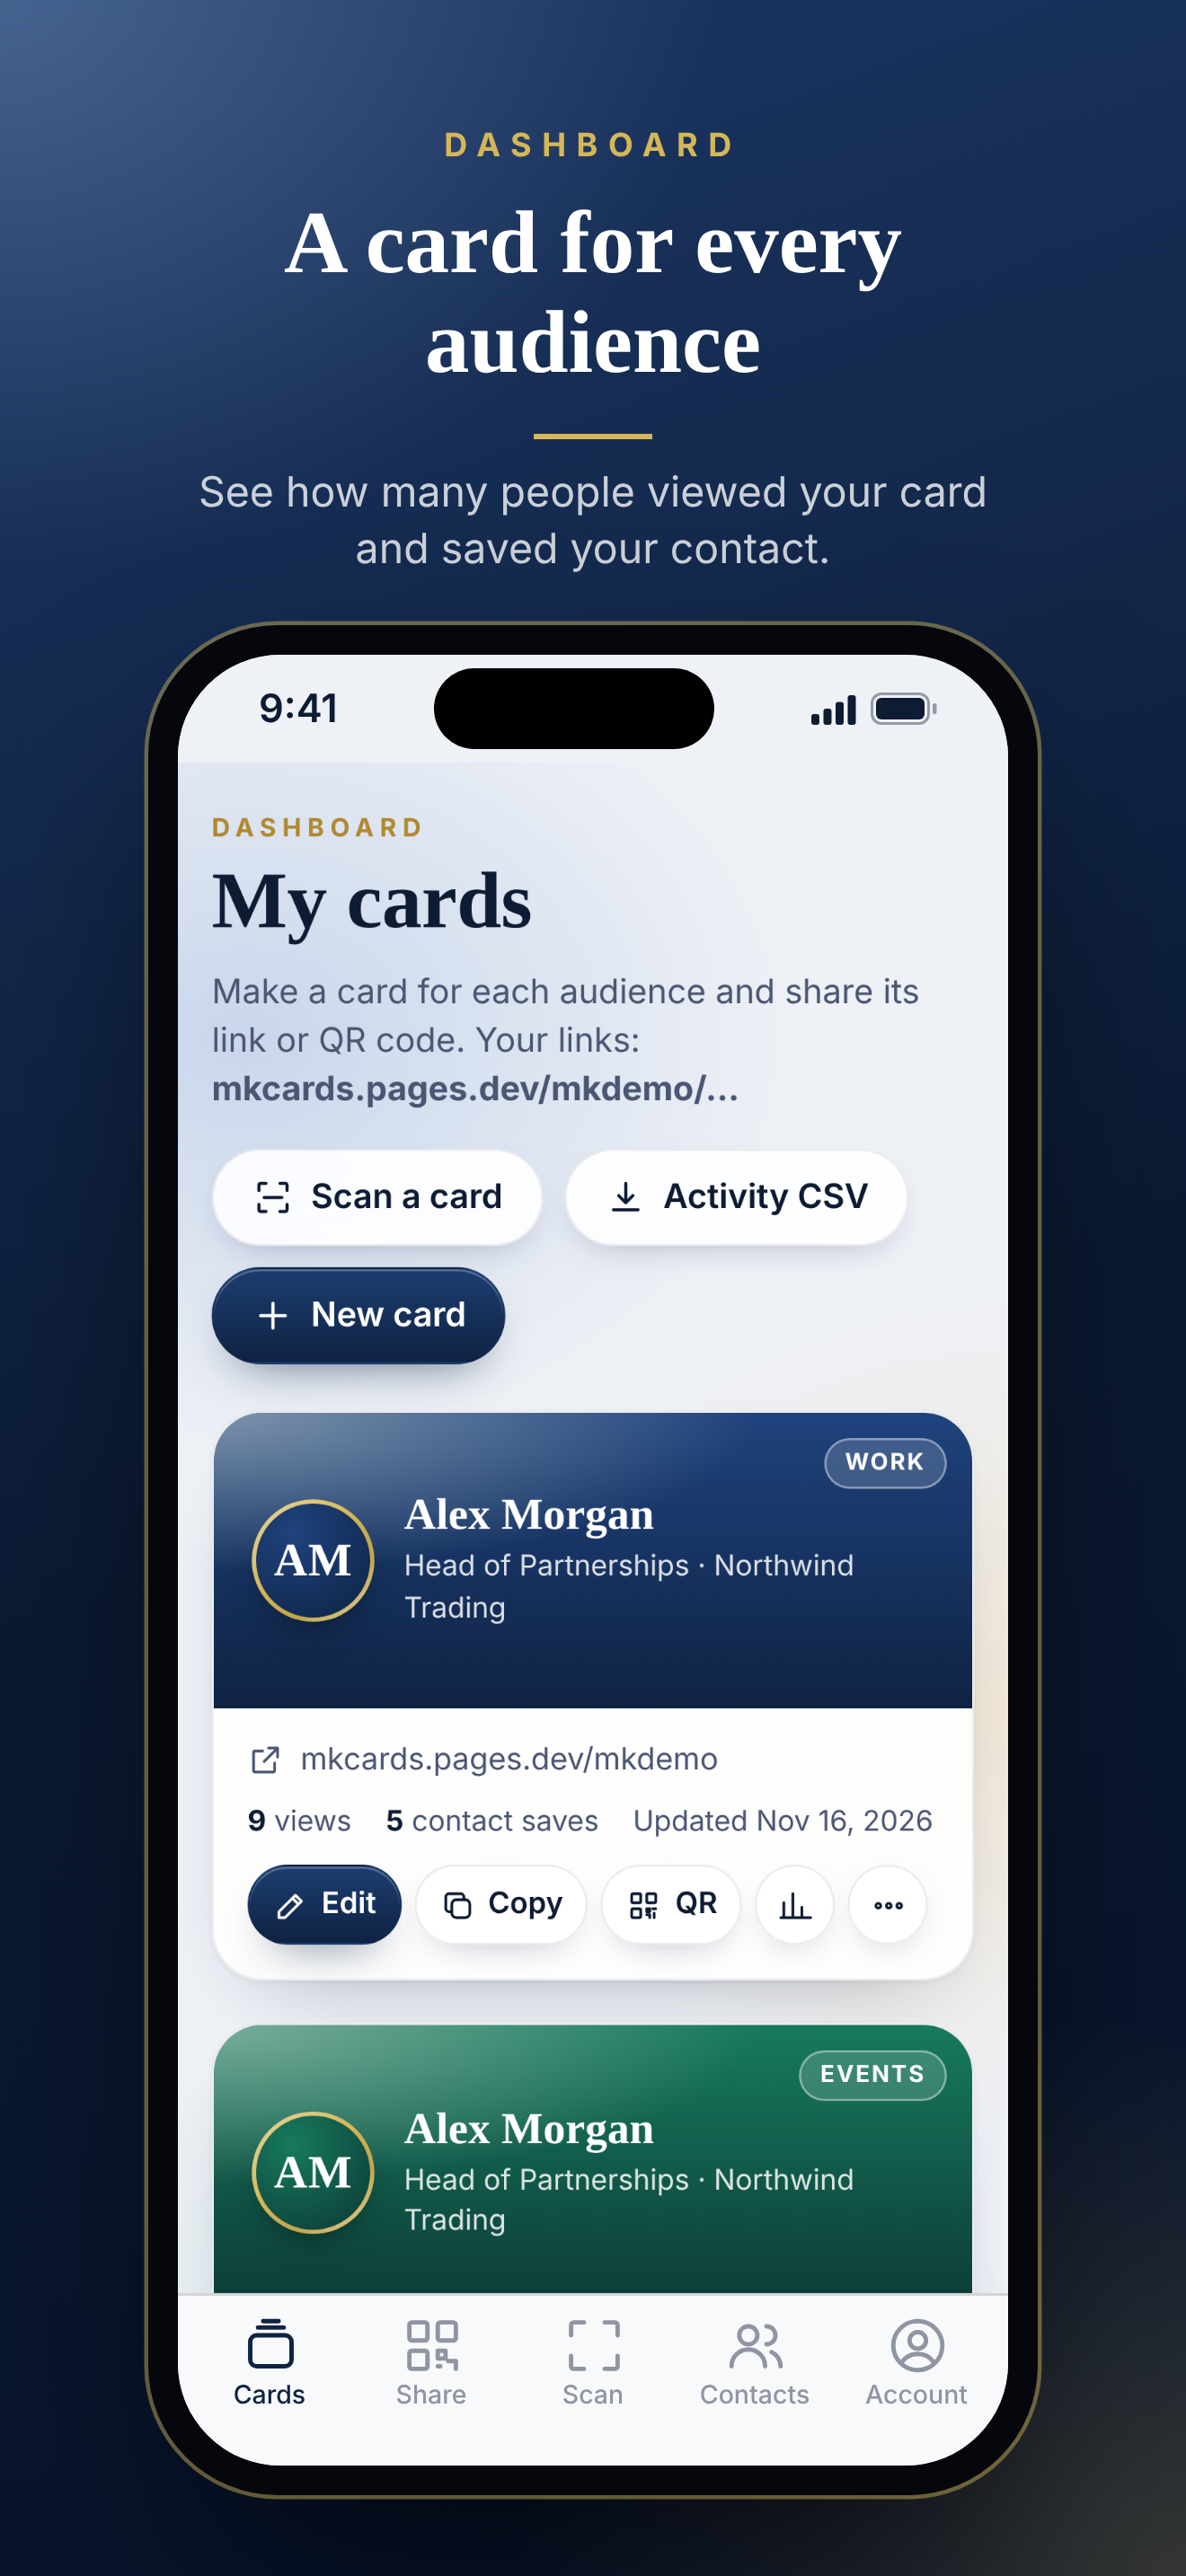 DASHBOARD
A card for every
audience
See how many people viewed your card
and saved your contact.
9:41
DASHBOARD
My cards
Make a card for each audience and share its
link or QR code. Your links:
mkcards.pages.dev/mkdemo/...
Scan a card
Activity CSV
New card
WORK
AM
Alex Morgan
Head of Partnerships · Northwind
Trading
mkcards.pages.dev/mkdemo
9 views 5 contact saves Updated Nov 16, 2026
Edit Copy QR
EVENTS
AM
Alex Morgan
Head of Partnerships · Northwind
Trading
Cards Share Scan Contacts Account